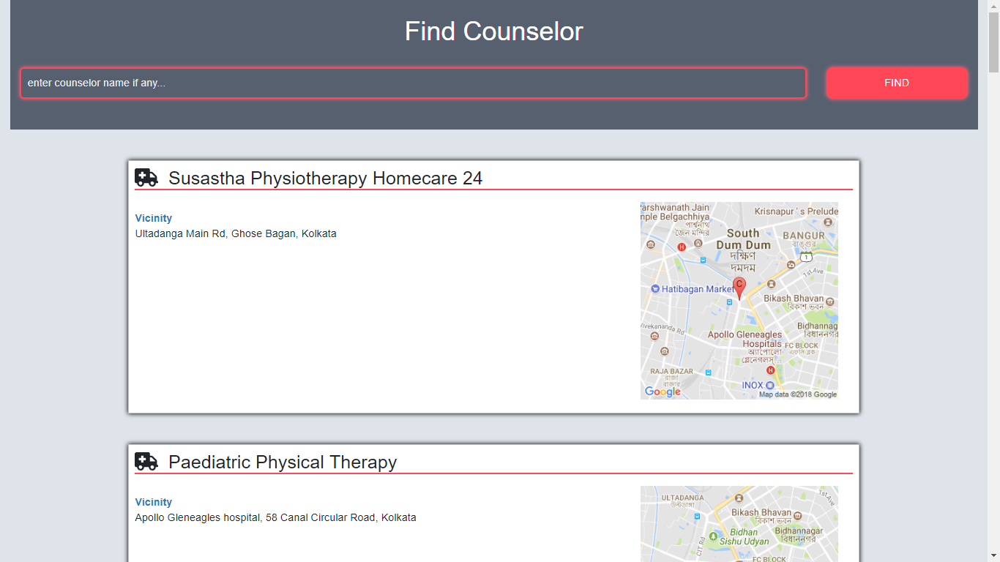 Find Counselor
enter counselor name if any...
FIND
Susastha Physiotherapy Homecare 24
Vicinity
Ultadanga Main Rd, Ghose Bagan, Kolkata
Parshwanath Jain
mple Belgachhiya
পার্শ্বনাথ
জৈন মন্দির
Krisnapur ' s Prelude
South
Dum Dum
দক্ষিণ
দমদম
BANGUR
বাঙ্গুর
1
1st Ave
H
C
Hatibagan Market
Bikash Bhavan
বিকাশ ভবন
Vivekananda Rd
Bidhannag
বিধাননগর
Apollo Gleneagles
Hospitals
অ্যাপোলো
গ্লেনেগলস...
FC BLOCK
এফসি ব্লক
RAJA BAZAR
রাজা
বাজার
H
INOX
Google
Map data ©2018 Google
Paediatric Physical Therapy
Vicinity
Apollo Gleneagles hospital, 58 Canal Circular Road, Kolkata
ULTADANGA
উল্টাডাঙ্গা
1st Ave
Bikash Bhavan
বিকাশ ভবন
Bidhan
Sishu Udyan
Bidhannagar
বিধাননগর
CIT Rd
FC BLOCK